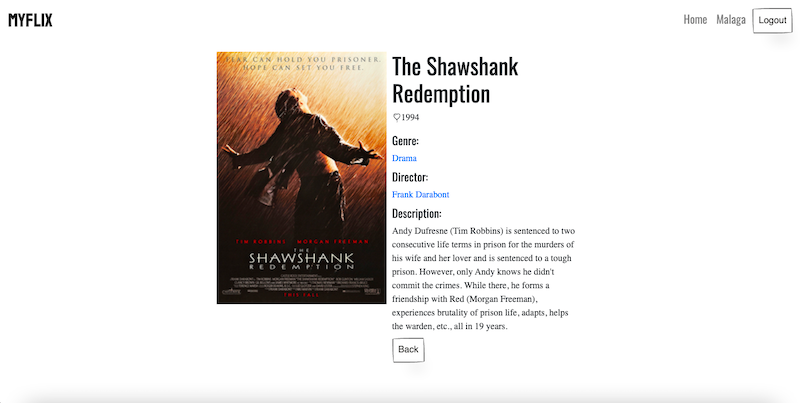 MYFLIX
Home Malaga Logout
FEAR CAN HOLD YOU PRISONER.
HOPE CAN SET YOU FREE.
TIM ROBBINS MORGAN FREEMAN
THE
SHAWSHANK
REDEMPTION
THIS FALL
The Shawshank
Redemption
1994
Genre:
Drama
Director:
Frank Darabont
Description:
Andy Dufresne (Tim Robbins) is sentenced to two
consecutive life terms in prison for the murders of
his wife and her lover and is sentenced to a tough
prison. However, only Andy knows he didn't
commit the crimes. While there, he forms a
friendship with Red (Morgan Freeman),
experiences brutality of prison life, adapts, helps
the warden, etc., all in 19 years.
Back